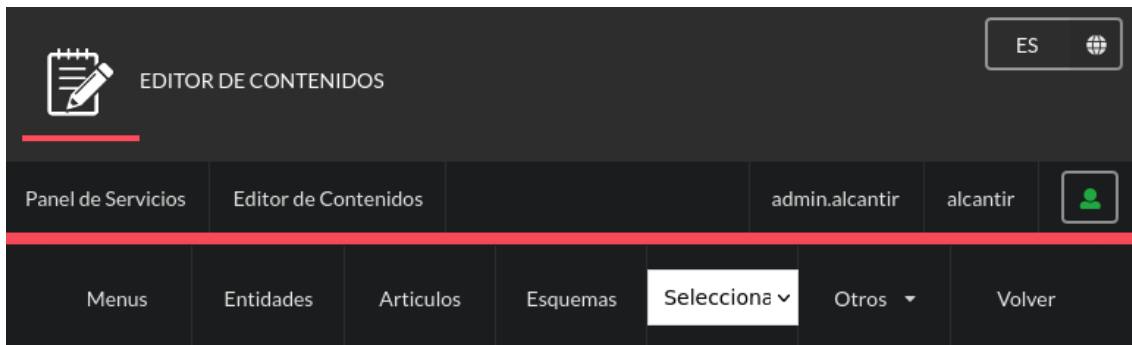 ES
EDITOR DE CONTENIDOS
Panel de Servicios Editor de Contenidos admin.alcantir alcantir
Menus Entidades Articulos Esquemas Selecciona Otros Volver